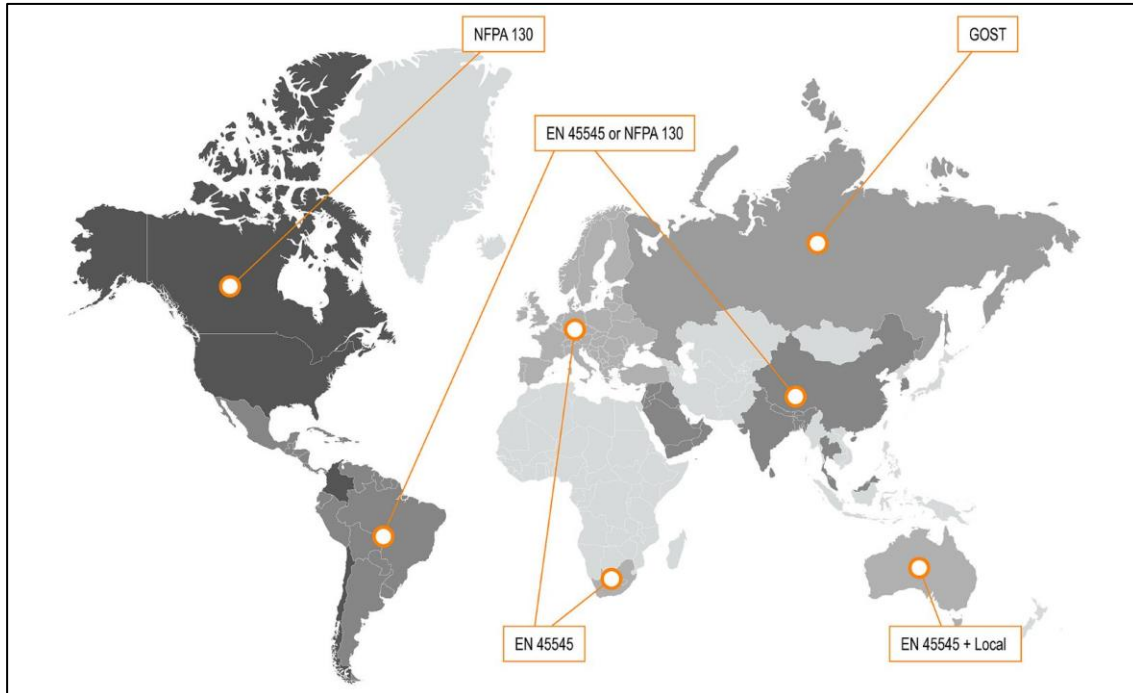 NFPA 130
GOST
EN 45545 or NFPA 130
EN 45545
EN 45545 + Local